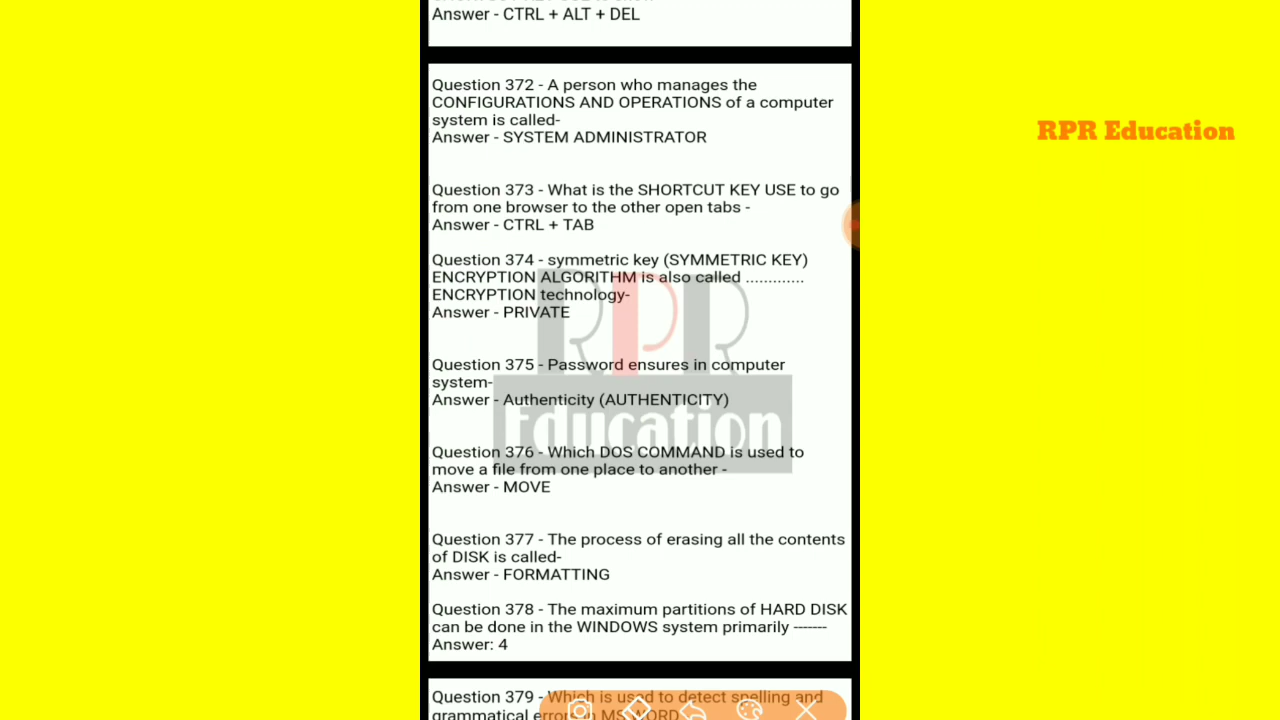 Answer - CTRL + ALT + DEL
RPR Education
Question 372 - A person who manages the
CONFIGURATIONS AND OPERATIONS of a computer
system is called-
Answer - SYSTEM ADMINISTRATOR
Question 373 - What is the SHORTCUT KEY USE to go
from one browser to the other open tabs -
Answer - CTRL + TAB
Question 374 - symmetric key (SYMMETRIC KEY)
ENCRYPTION ALGORITHM is also called .............
ENCRYPTION technology-
Answer - PRIVATE
Question 375 - Password ensures in computer
system-
Answer - Authenticity (AUTHENTICITY)
RPR
Education
Question 376 - Which DOS COMMAND is used to
move a file from one place to another -
Answer - MOVE
Question 377 - The process of erasing all the contents
of DISK is called-
Answer - FORMATTING
Question 378 - The maximum partitions of HARD DISK
can be done in the WINDOWS system primarily -------
Answer: 4
Question 379 - Which is used to detect spelling and
grammatical errors in MS WORD